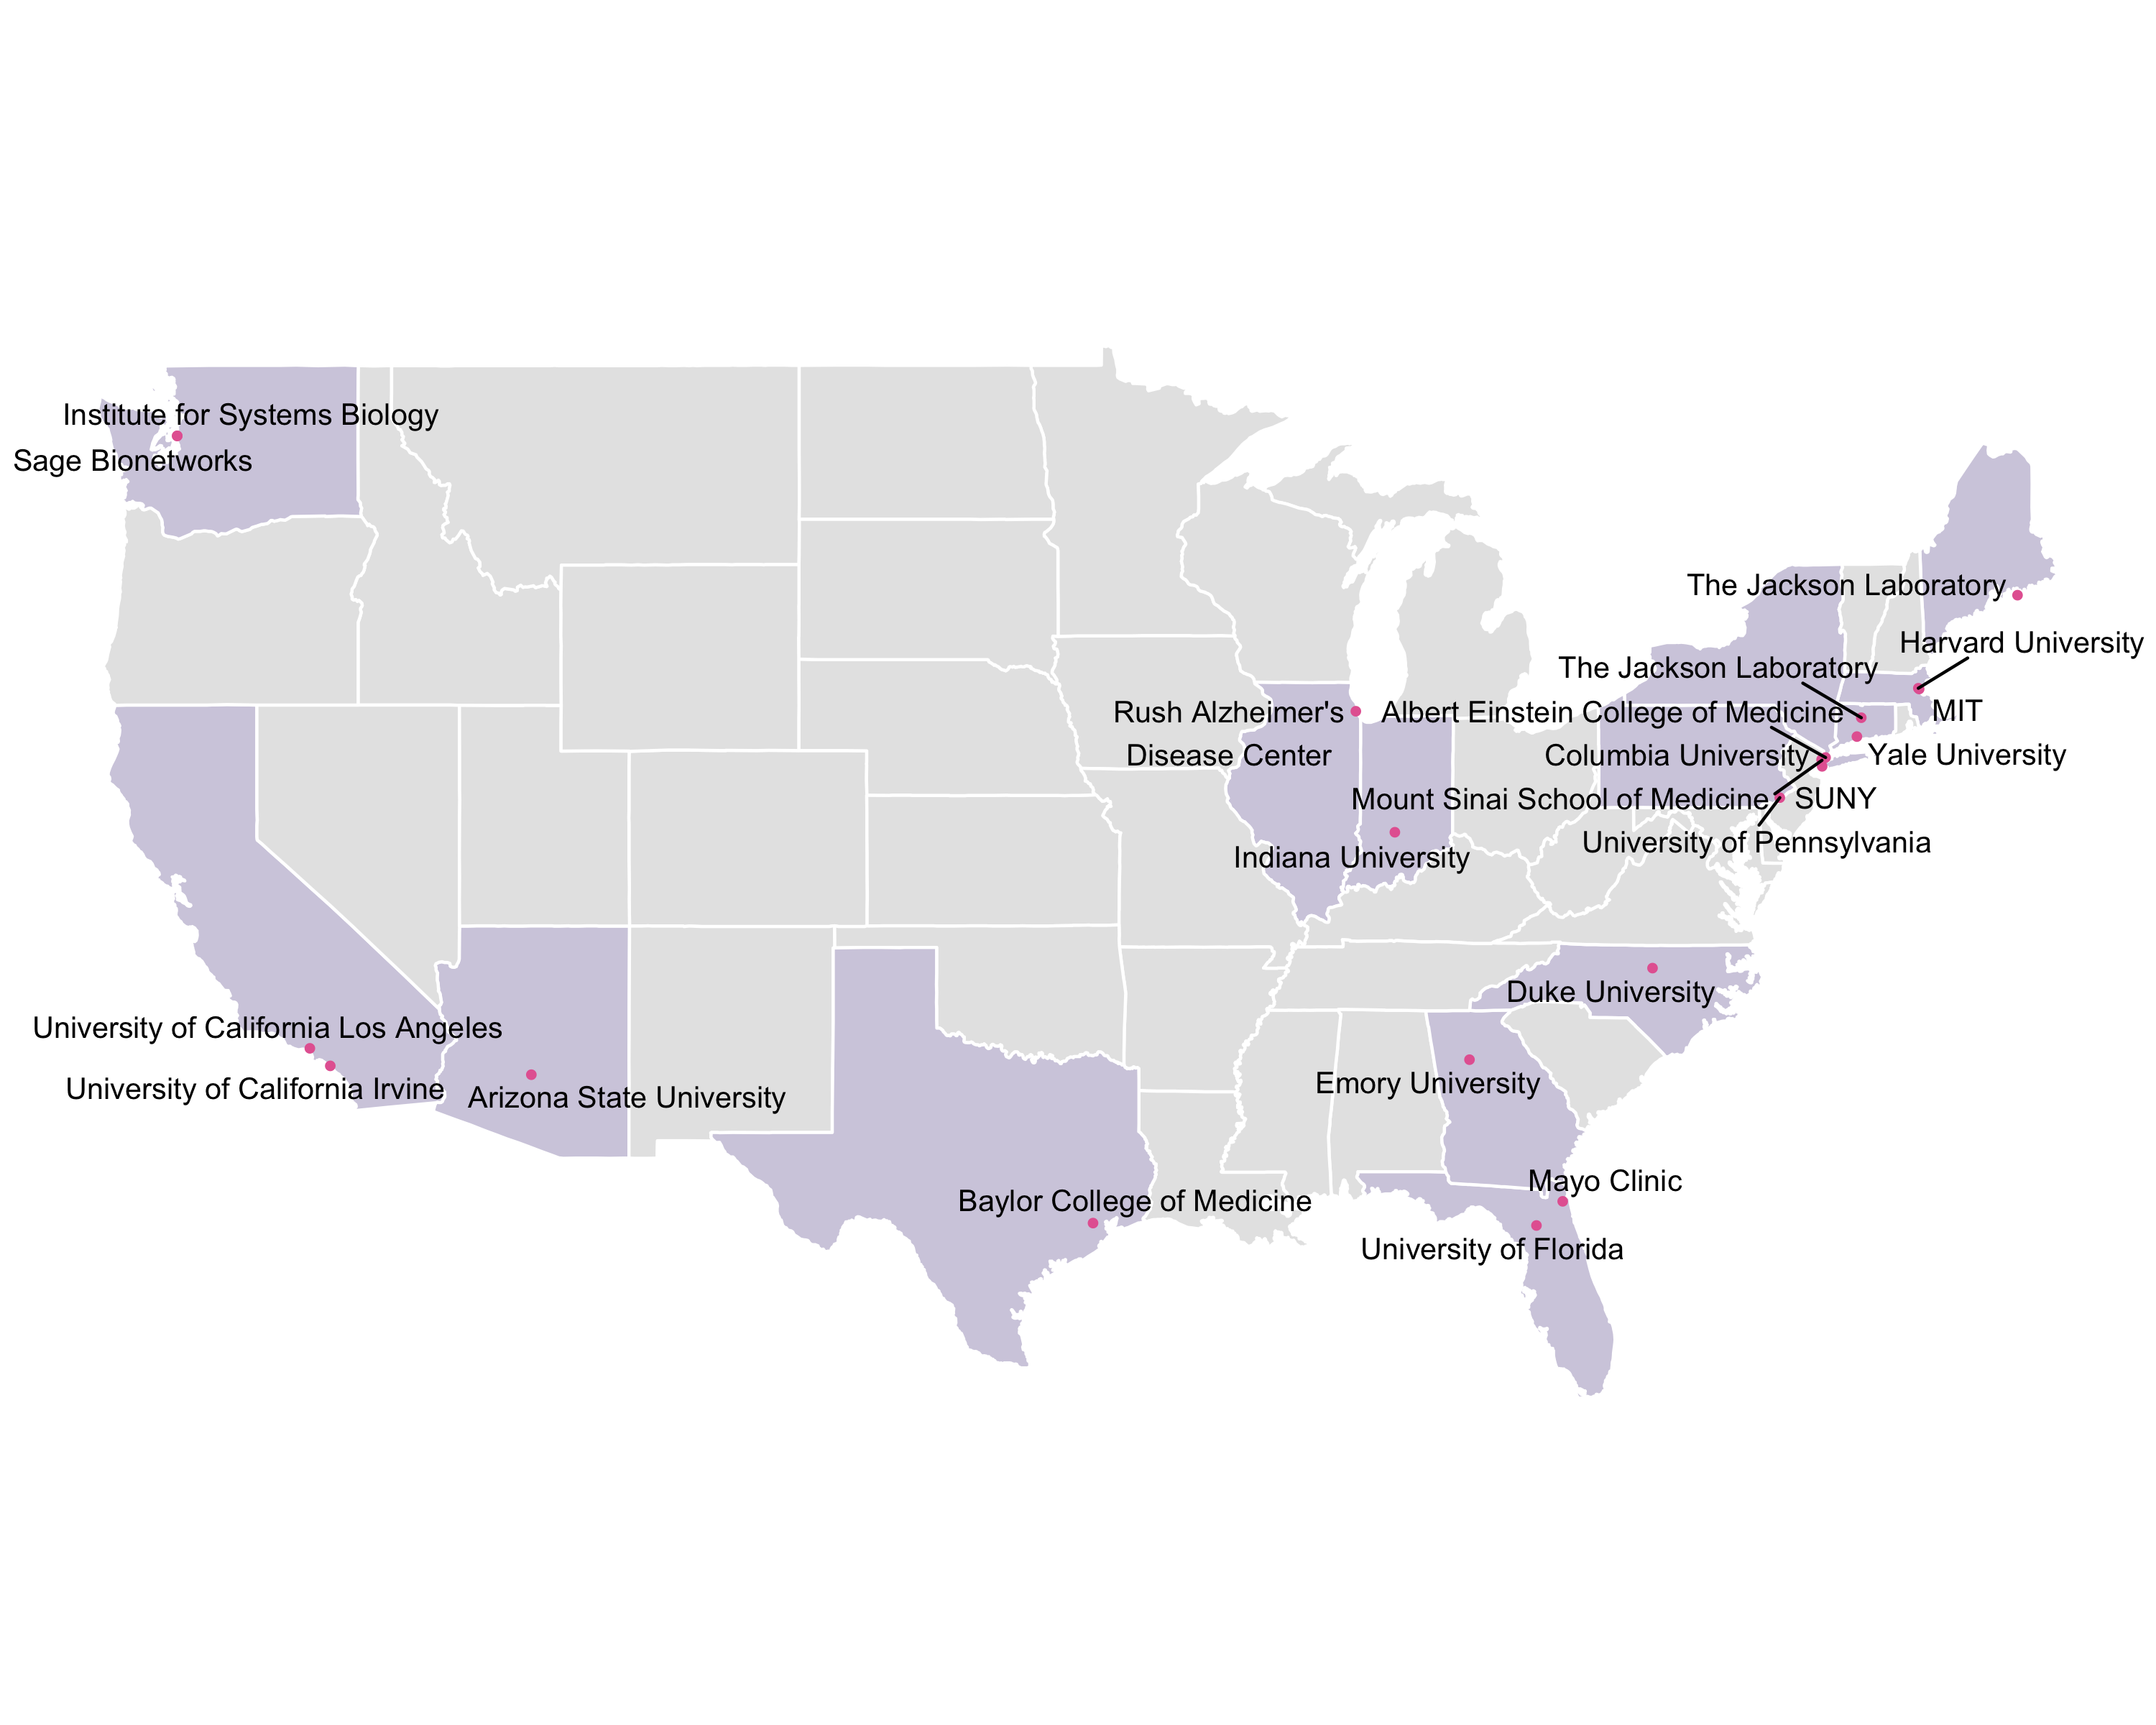 Institute for Systems Biology
Sage Bionetworks
The Jackson Laboratory
Harvard University
The Jackson Laboratory
Rush Alzheimer's
Disease Center
Albert Einstein College of Medicine
MIT
Columbia University
Yale University
Mount Sinai School of Medicine
SUNY
University of Pennsylvania
Indiana University
Duke University
University of California Los Angeles
University of California Irvine
Arizona State University
Emory University
Mayo Clinic
Baylor College of Medicine
University of Florida